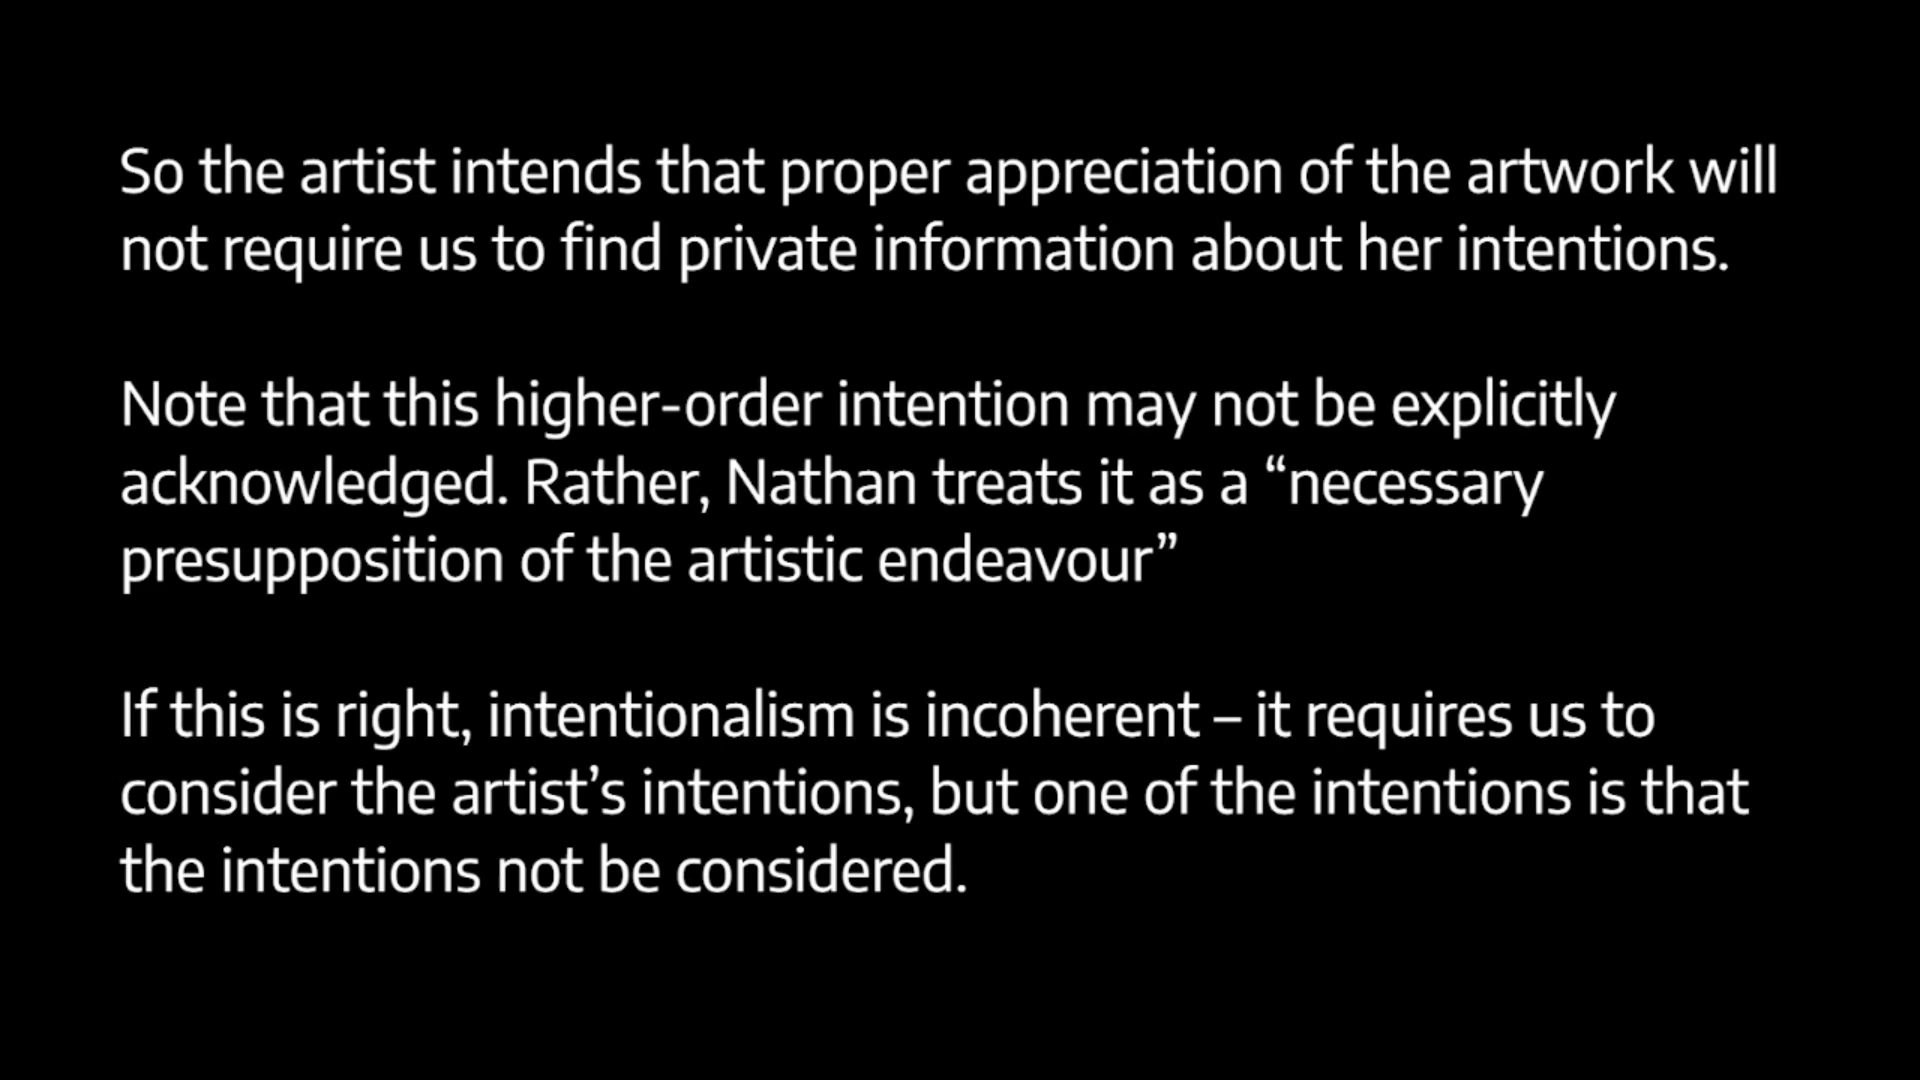 So the artist intends that proper appreciation of the artwork will
not require us to find private information about her intentions.
Note that this higher-order intention may not be explicitly
acknowledged. Rather, Nathan treats it as a “necessary
presupposition of the artistic endeavour”
If this is right, intentionalism is incoherent – it requires us to
consider the artist’s intentions, but one of the intentions is that
the intentions not be considered.